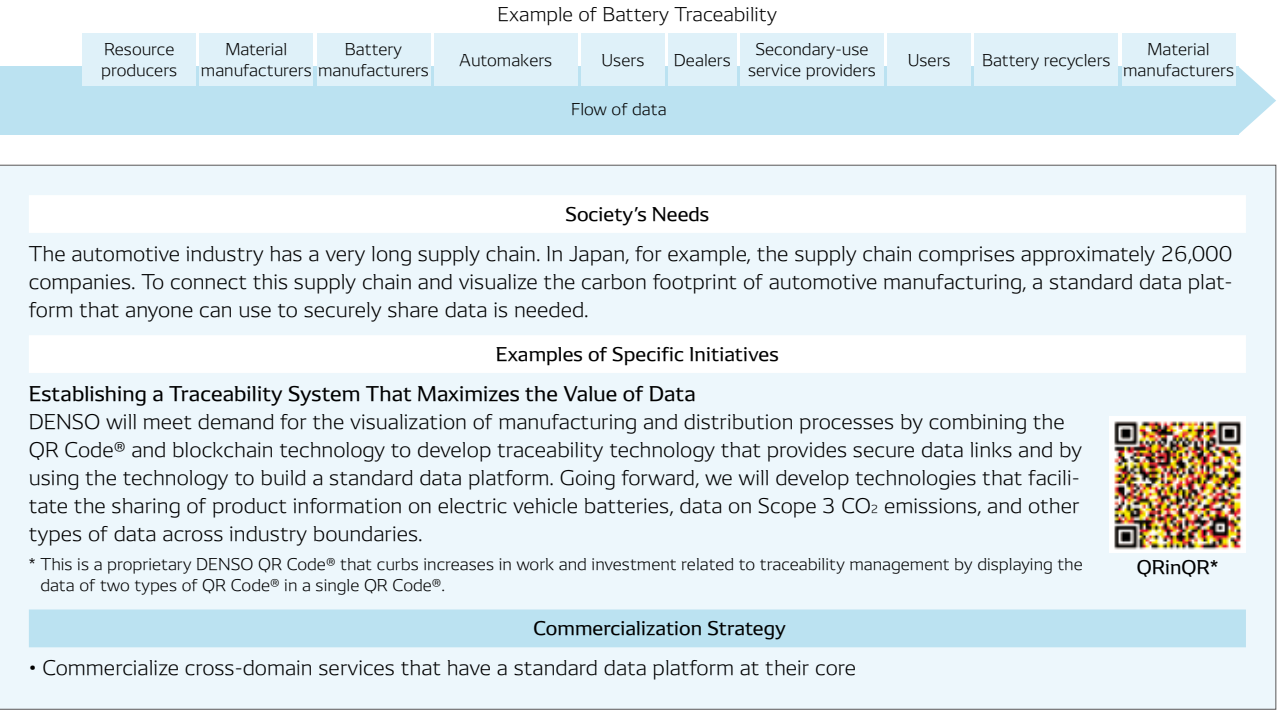 Example of Battery Traceability
Resource producers
Material manufacturers
Battery manufacturers
Automakers
Users
Dealers
Secondary-use service providers
Users
Battery recyclers
Material manufacturers
Flow of data
Society's Needs
The automotive industry has a very long supply chain. In Japan, for example, the supply chain comprises approximately 26,000
companies. To connect this supply chain and visualize the carbon footprint of automotive manufacturing, a standard data plat-
form that anyone can use to securely share data is needed.
Examples of Specific Initiatives
Establishing a Traceability System That Maximizes the Value of Data
DENSO will meet demand for the visualization of manufacturing and distribution processes by combining the
QR Code® and blockchain technology to develop traceability technology that provides secure data links and by
using the technology to build a standard data platform. Going forward, we will develop technologies that facili-
tate the sharing of product information on electric vehicle batteries, data on Scope 3 CO₂ emissions, and other
types of data across industry boundaries.
* This is a proprietary DENSO QR Code® that curbs increases in work and investment related to traceability management by displaying the
data of two types of QR Code® in a single QR Code®.
QRinQR*
Commercialization Strategy
• Commercialize cross-domain services that have a standard data platform at their core